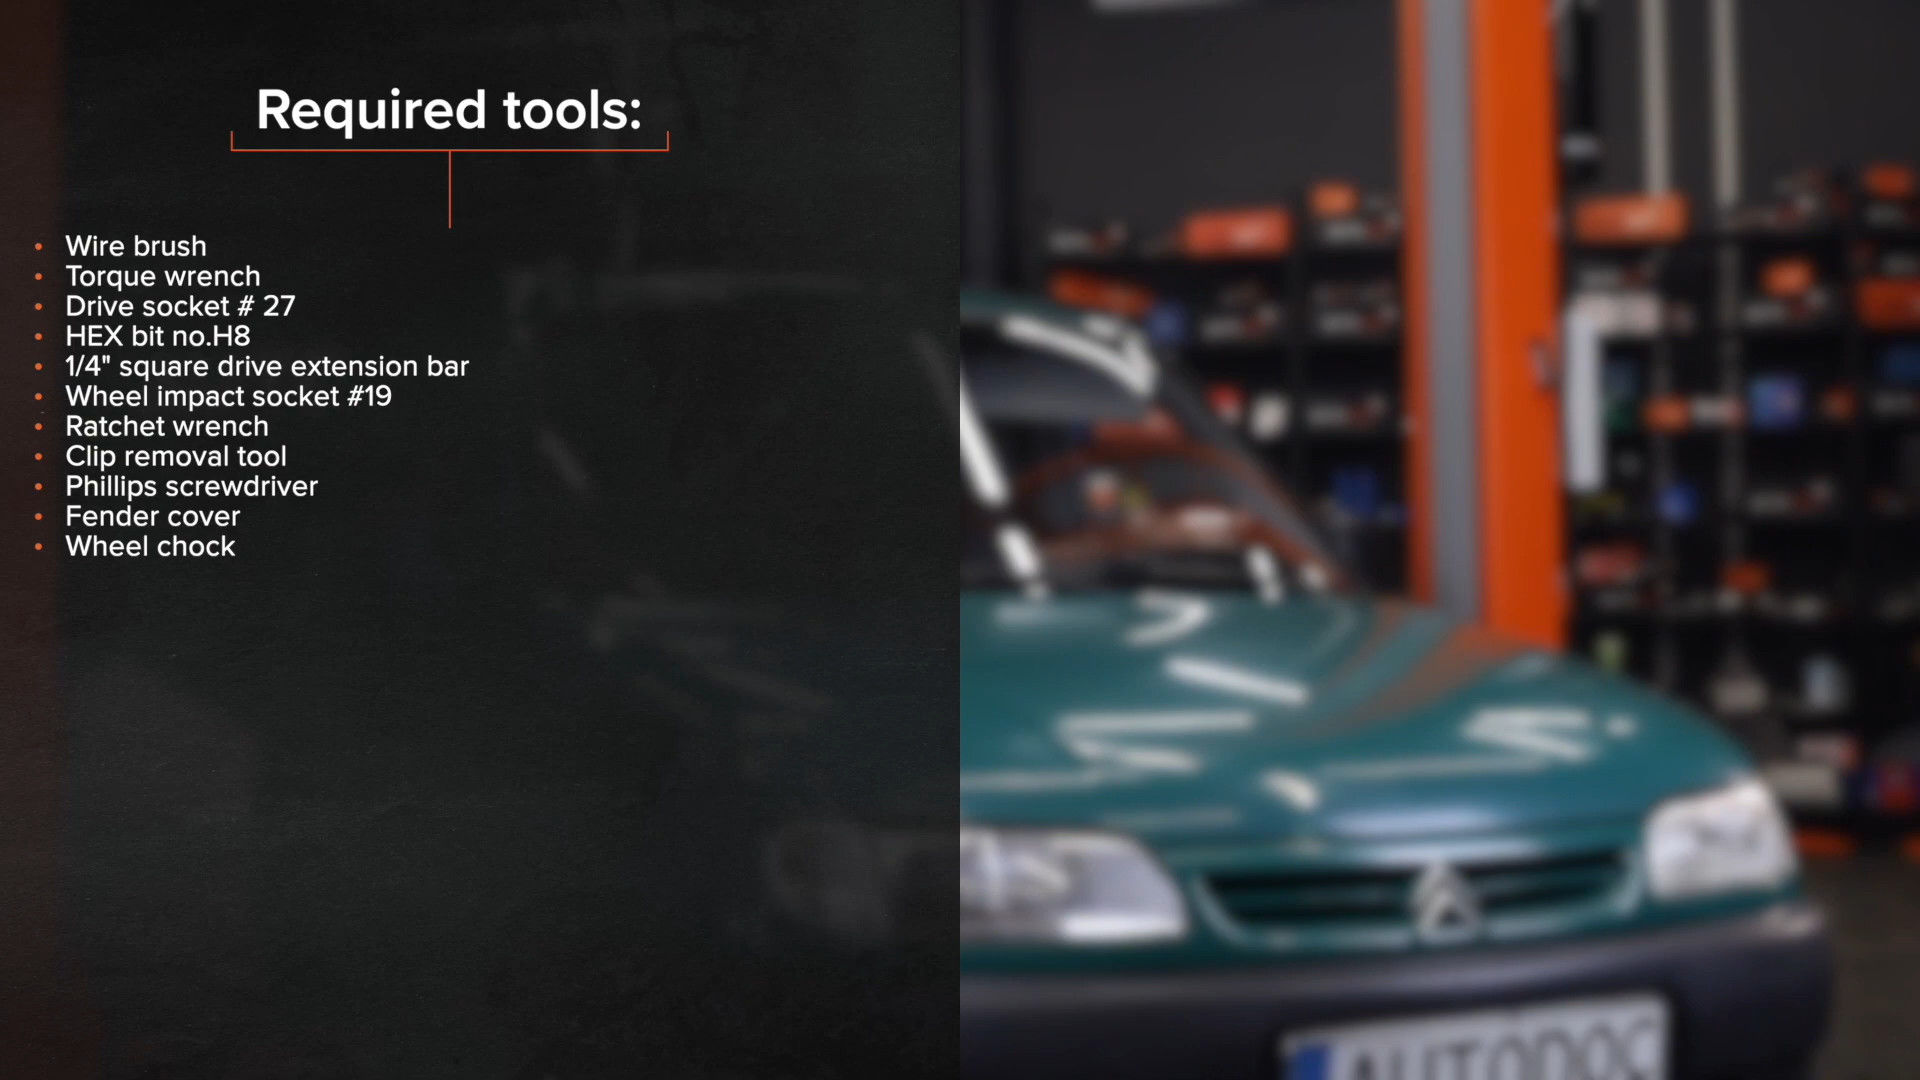 Required tools:
Wire brush
Torque wrench
Drive socket # 27
HEX bit no.H8
1/4" square drive extension bar
Wheel impact socket #19
Ratchet wrench
Clip removal tool
Phillips screwdriver
Fender cover
Wheel chock
AUTODOC